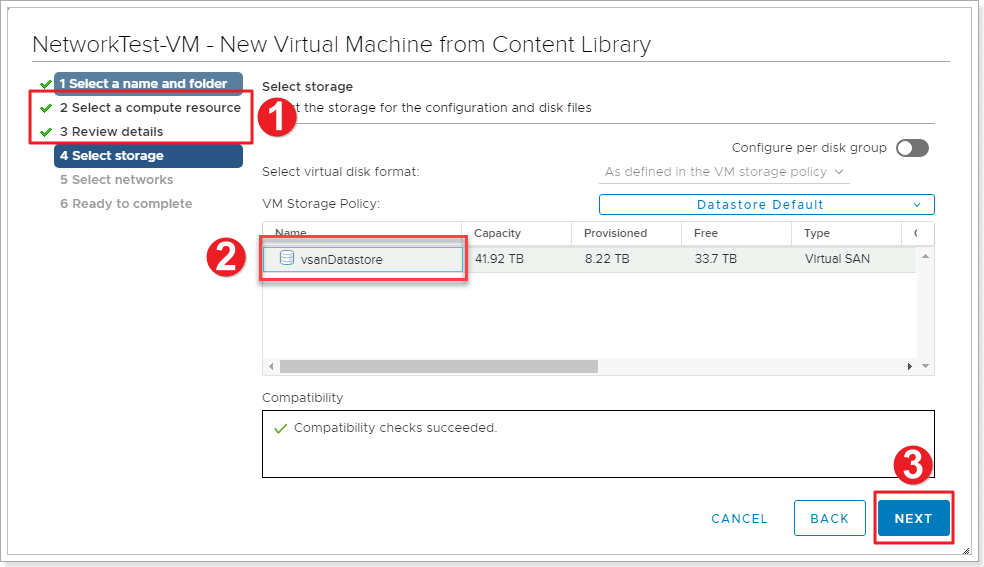 NetworkTest-VM - New Virtual Machine from Content Library
1 Select a name and folder
2 Select a compute resource
3 Review details
4 Select storage
5 Select networks
6 Ready to complete
1
Select storage
the storage for the configuration and disk files
Configure per disk group
Select virtual disk format:
As defined in the VM storage policy
VM Storage Policy:
Datastore Default
Name Capacity Provisioned Free Type
2
vsanDatastore 41.92 TB 8.22 TB 33.7 TB Virtual SAN
Compatibility
Compatibility checks succeeded.
3
CANCEL BACK NEXT